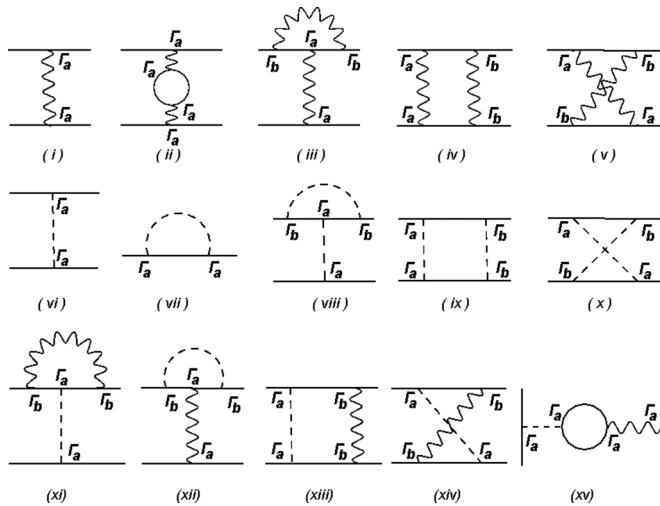 Γa Γa
Γa Γb Γb Γa Γb Γa Γb
Γa
Γa Γa Γa Γa Γb Γb Γa
Γa
(i) (ii) (iii) (iv) (v)
Γa Γa
Γb Γb Γa Γb Γa Γb
Γa Γa Γa Γa Γa Γb Γb Γa
(vi) (vii) (viii) (ix) (x)
Γa Γa
Γb Γb Γb Γb Γa Γb Γa Γb
Γa Γa
Γa Γa
Γa Γa Γa Γb Γb Γa
(xi) (xii) (xiii) (xiv) (xv)